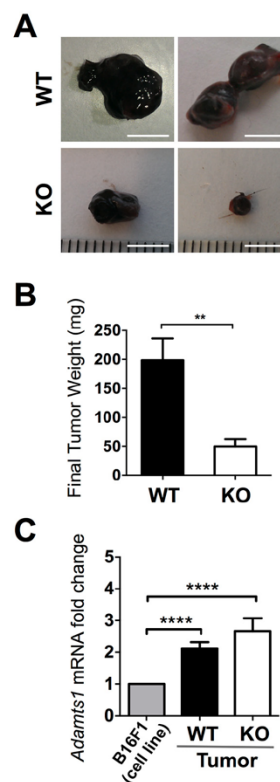 A
WT
KO
B
Final Tumor Weight (mg)
250
200
150
100
50
0
**
WT
KO
C
Adamts1 mRNA fold change
5
4
3
2
1
0
****
****
B16F1
(cell line)
WT
KO
Tumor